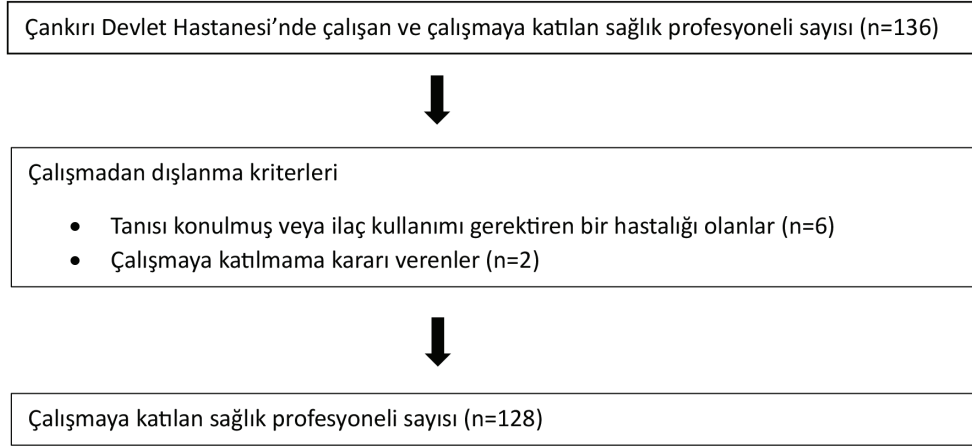 Çankırı Devlet Hastanesi’nde çalışan ve çalışmaya katılan sağlık profesyoneli sayısı (n=136)
Çalışmadan dışlanma kriterleri
• Tanısı konulmuş veya ilaç kullanımı gerektiren bir hastalığı olanlar (n=6)
• Çalışmaya katılmama kararı verenler (n=2)
Çalışmaya katılan sağlık profesyoneli sayısı (n=128)